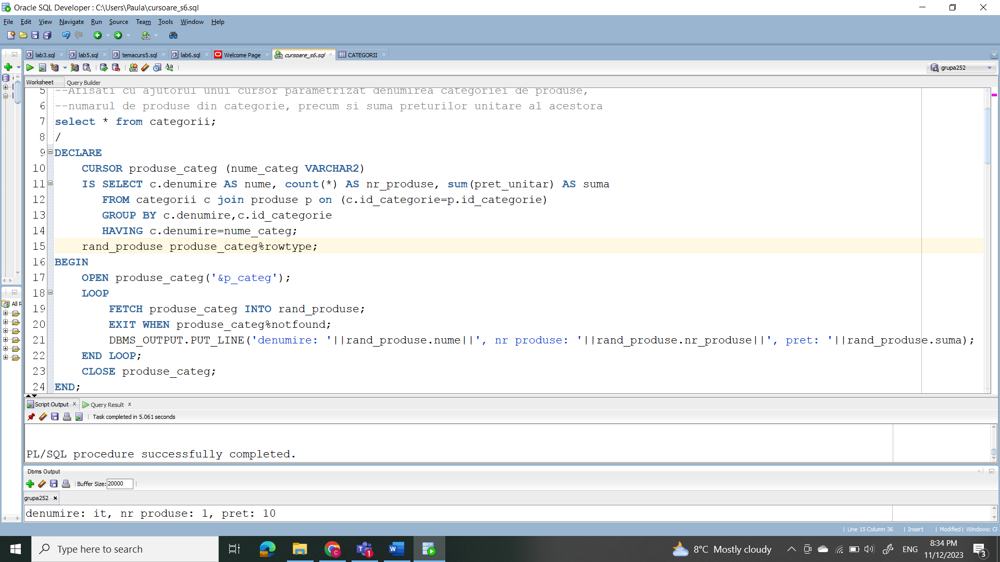 Oracle SQL Developer : C:\Users\Paula\cursoare_s6.sql
File Edit View Navigate Run Source Team Tools Window Help
lab3.sql lab5.sql temacurs5.sql lab6.sql Welcome Page cursoare_s6.sql CATEGORII
grupa252
Worksheet Query Builder
5 --Afisati cu ajutorul unui cursor parametrizat denumirea categoriei de produse,
6 --numarul de produse din categorie, precum si suma preturilor unitare al acestora
7 select * from categorii;
8 /
9 DECLARE
10 CURSOR produse_categ (nume_categ VARCHAR2)
11 IS SELECT c.denumire AS nume, count(*) AS nr_produse, sum(pret_unitar) AS suma
12 FROM categorii c join produse p on (c.id_categorie=p.id_categorie)
13 GROUP BY c.denumire,c.id_categorie
14 HAVING c.denumire=nume_categ;
15 rand_produse produse_categ%rowtype;
16 BEGIN
17 OPEN produse_categ('&p_categ');
18 LOOP
19 FETCH produse_categ INTO rand_produse;
20 EXIT WHEN produse_categ%notfound;
21 DBMS_OUTPUT.PUT_LINE('denumire: '||rand_produse.nume||', nr produse: '||rand_produse.nr_produse||', pret: '||rand_produse.suma);
22 END LOOP;
23 CLOSE produse_categ;
24 END;
All R
Script Output Query Result
Task completed in 5.061 seconds
PL/SQL procedure successfully completed.
Dbms Output
Buffer Size: 20000
grupa252
denumire: it, nr produse: 1, pret: 10
Line 15 Column 36 Insert Modified Windows: CF
Type here to search
8°C Mostly cloudy ENG 8:34 PM
11/12/2023 3